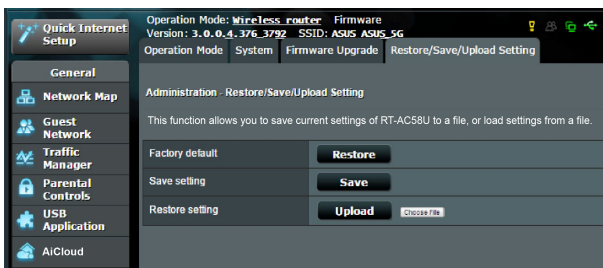 Quick Internet Setup
Operation Mode: Wireless router Firmware
Version: 3.0.0.4.376_3792 SSID: ASUS ASUS_5G
Operation Mode System Firmware Upgrade Restore/Save/Upload Setting
General
Network Map
Guest Network
Traffic Manager
Parental Controls
USB Application
AiCloud
Administration - Restore/Save/Upload Setting
This function allows you to save current settings of RT-AC58U to a file, or load settings from a file.
Factory default Restore
Save setting Save
Restore setting Upload Choose File